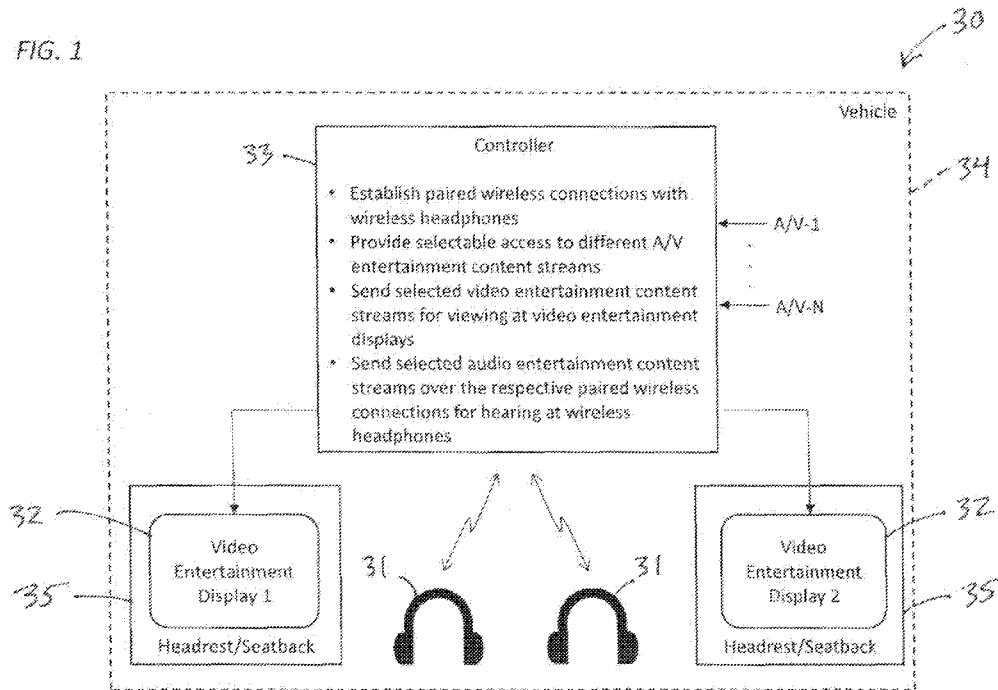 30
FIG. 1
Vehicle
33
Controller
34
• Establish paired wireless connections with
wireless headphones
• Provide selectable access to different A/V
entertainment content streams
• Send selected video entertainment content
streams for viewing at video entertainment
displays
• Send selected audio entertainment content
streams over the respective paired wireless
connections for hearing at wireless
headphones
A/V-1
A/V-N
32
Video
Entertainment
Display 1
35
Headrest/Seatback
31
31
32
Video
Entertainment
Display 2
35
Headrest/Seatback